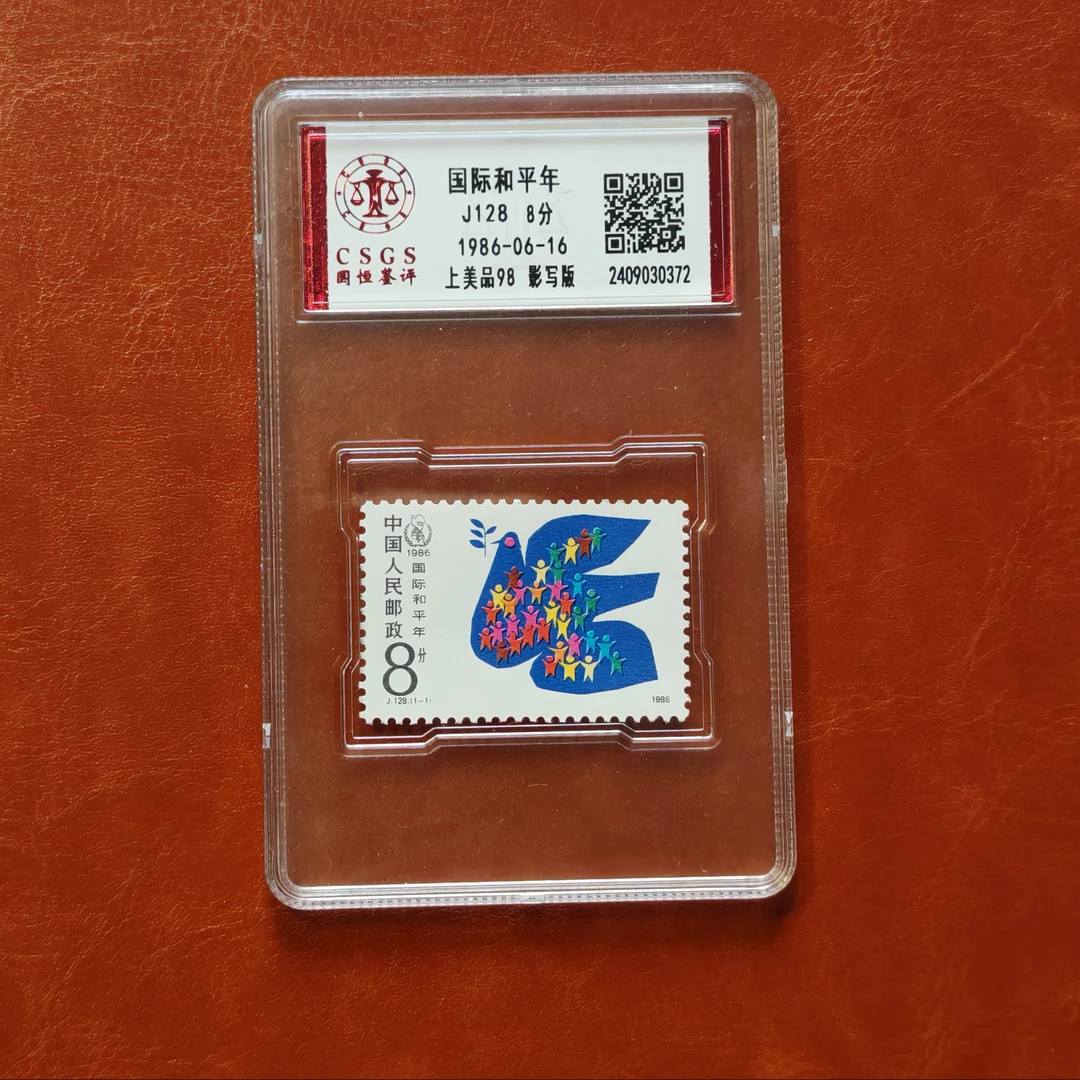 CSGS
国恒鉴评
国际和平年
J128 8分
1986-06-16
上美品98 影写版
2409030372
中国人民邮政
1986
国际和平年
8分
J.128.(1-1)
1986